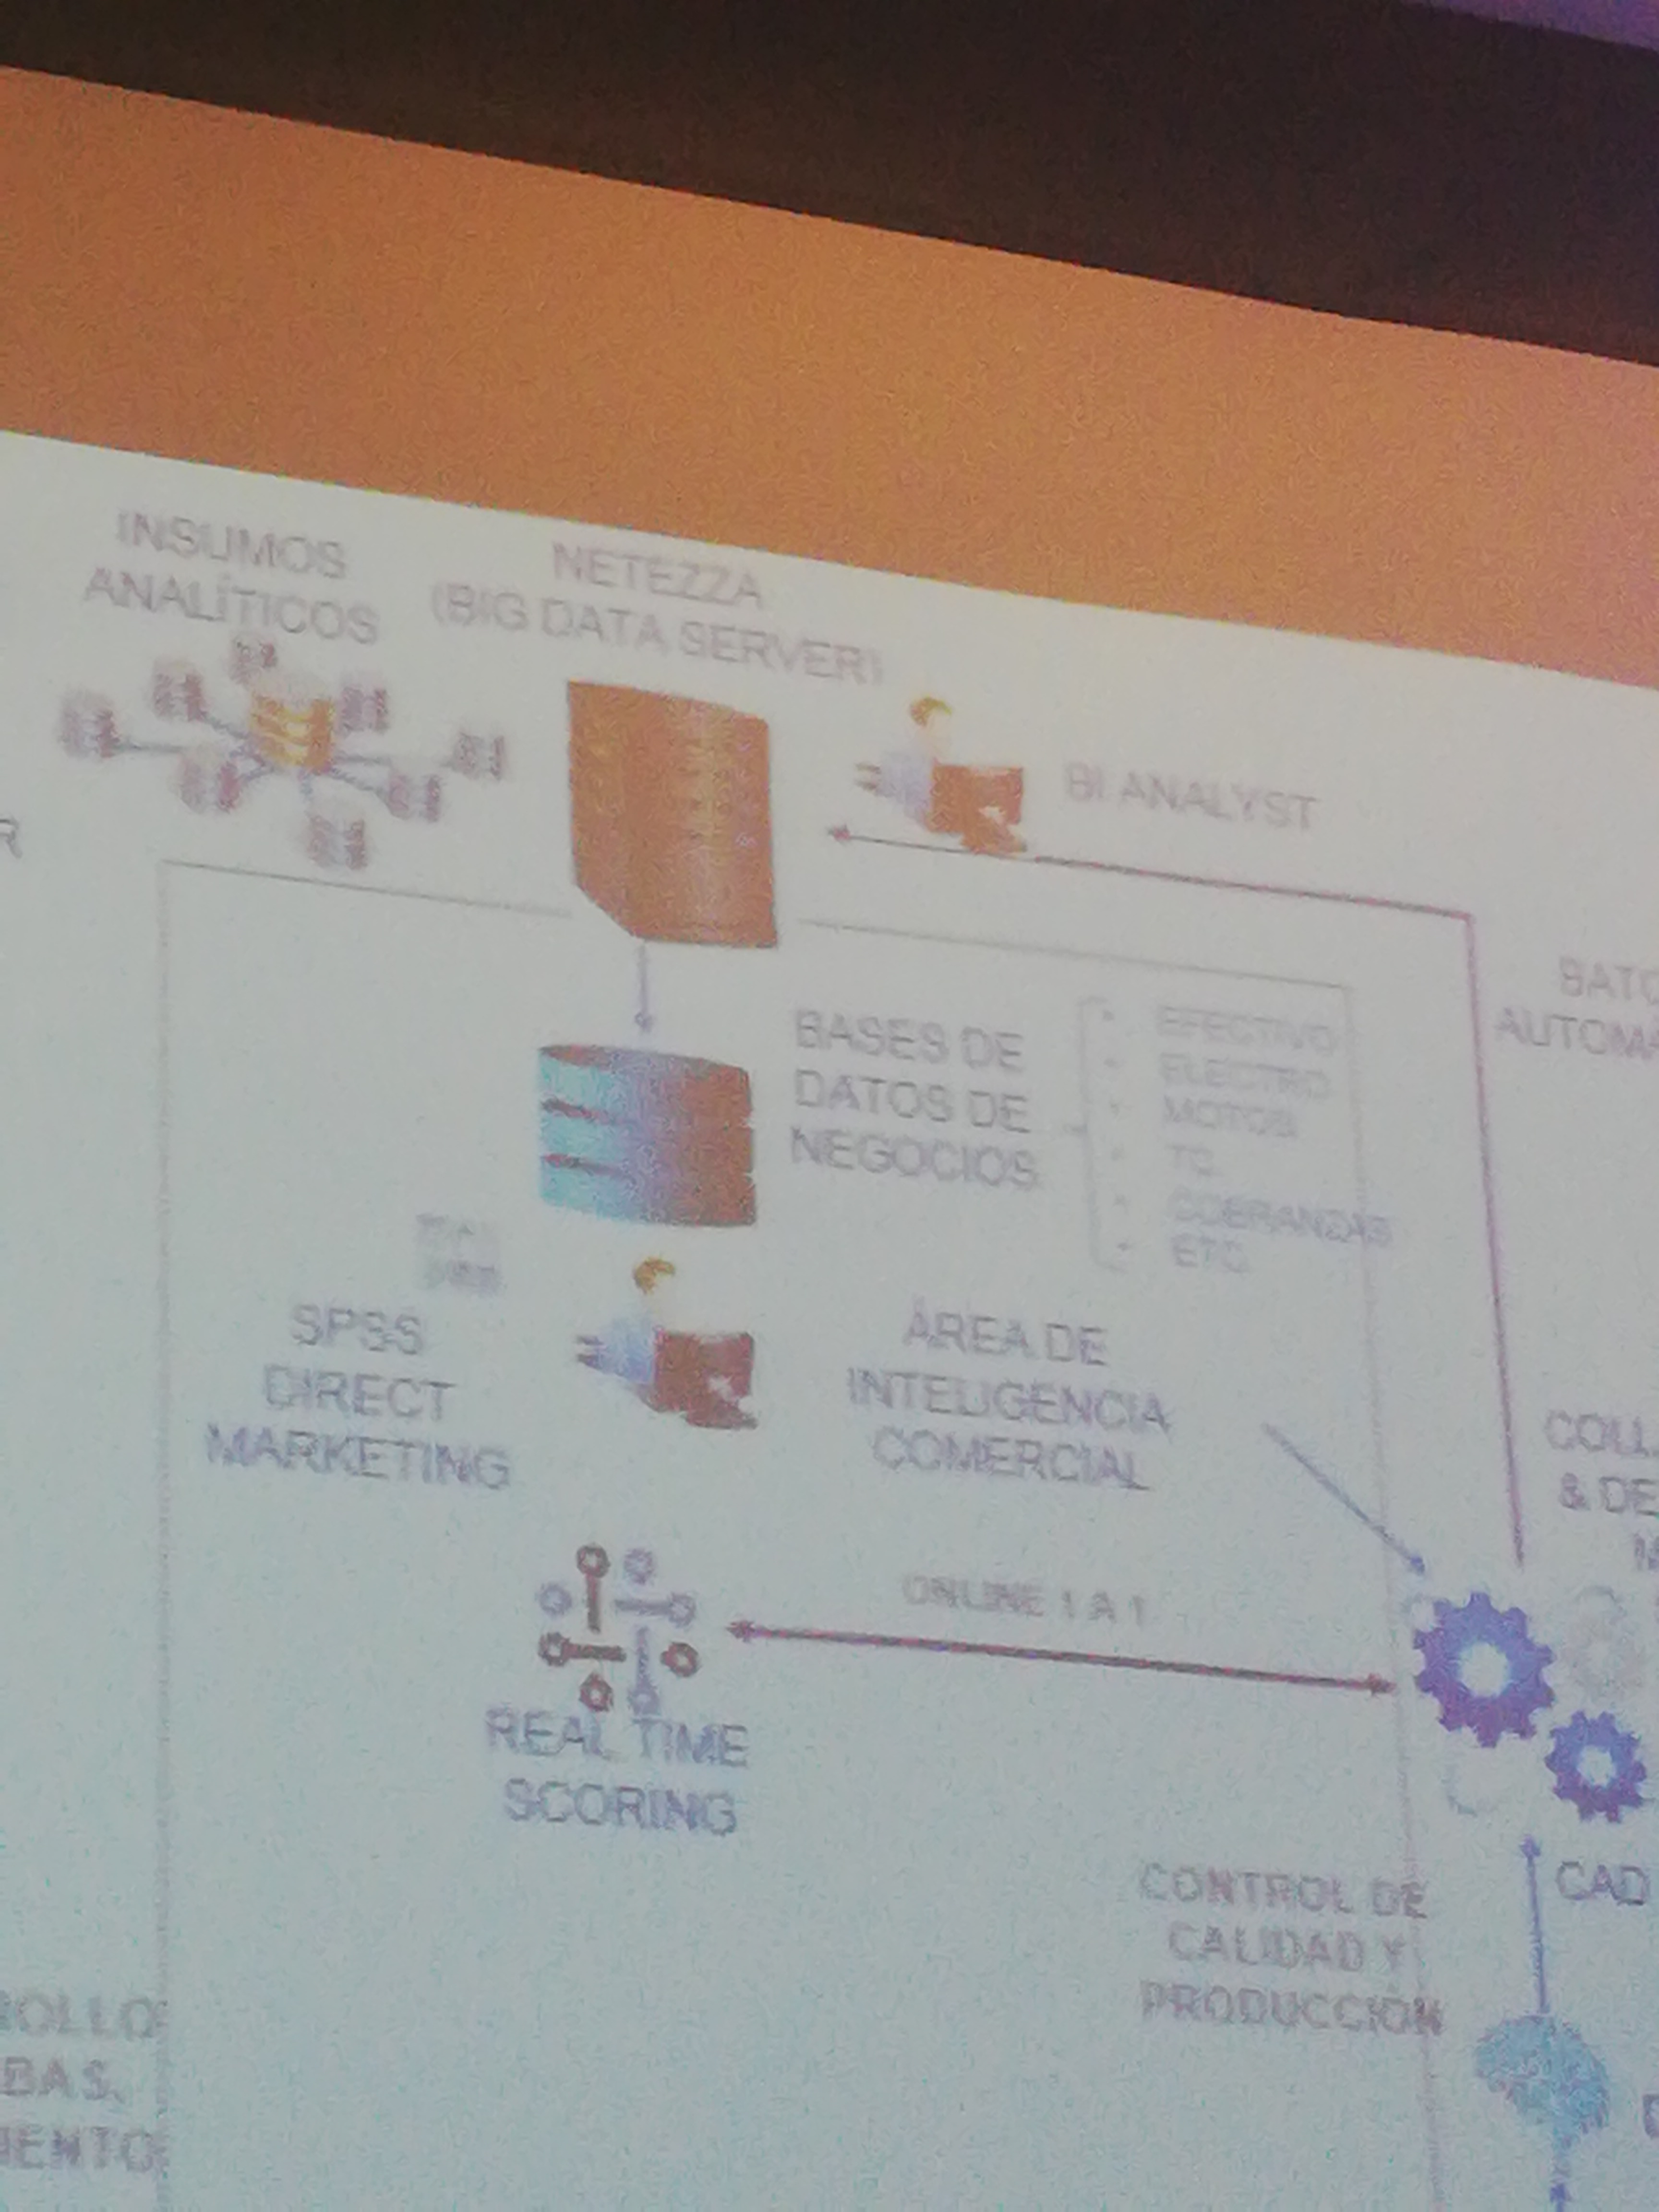 INSUMOS
ANALÍTICOS
NETEZZA
(BIG DATA SERVER)
BI ANALYST
R
BATC
AUTOMA
BASES DE
DATOS DE
NEGOCIOS
• EFECTIVO
• ELECTRO
• MOTOS
• TC
• COBRANZAS
• ETC
SPSS
DIRECT
MARKETING
ÁREA DE
INTELIGENCIA
COMERCIAL
COLL
& DE
ONLINE 1 A 1
REAL TIME
SCORING
CAD
CONTROL DE
CALIDAD Y
PRODUCCIÓN
ROLLO
BAS,
IENTO